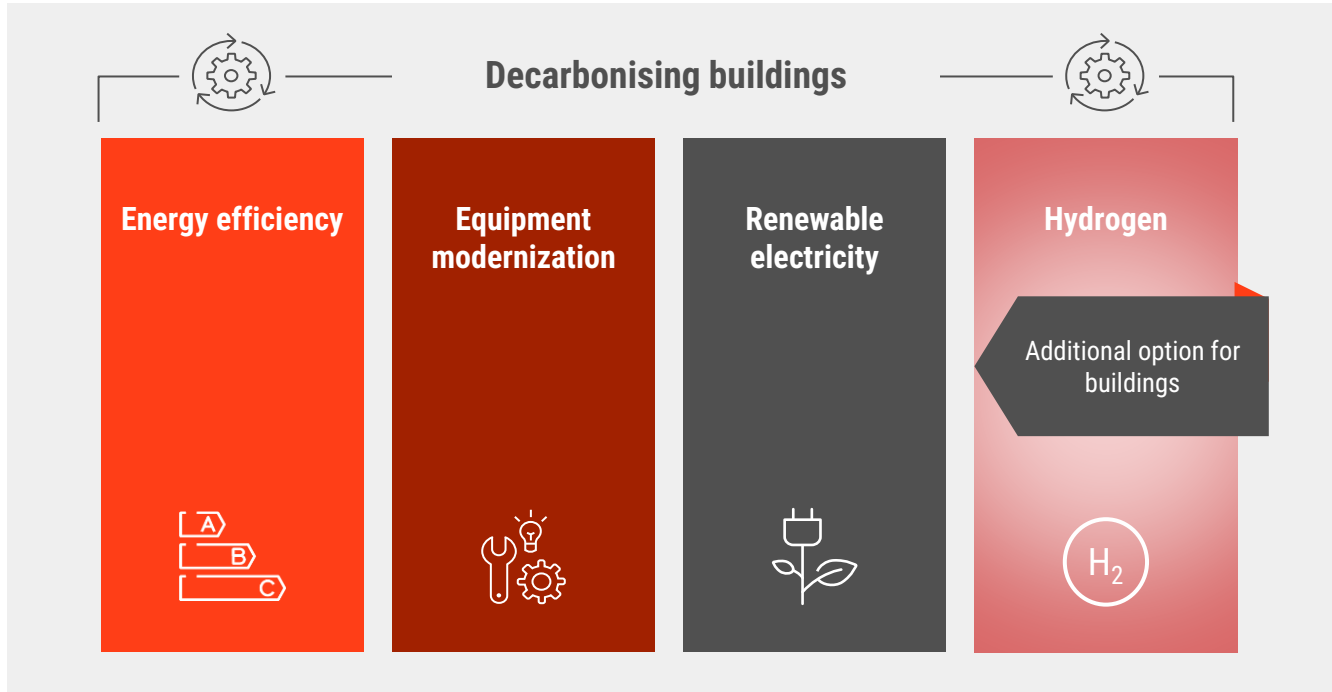 Decarbonising buildings
Energy efficiency
Equipment
modernization
Renewable
electricity
Hydrogen
Additional option for
buildings
A
B
C
H₂